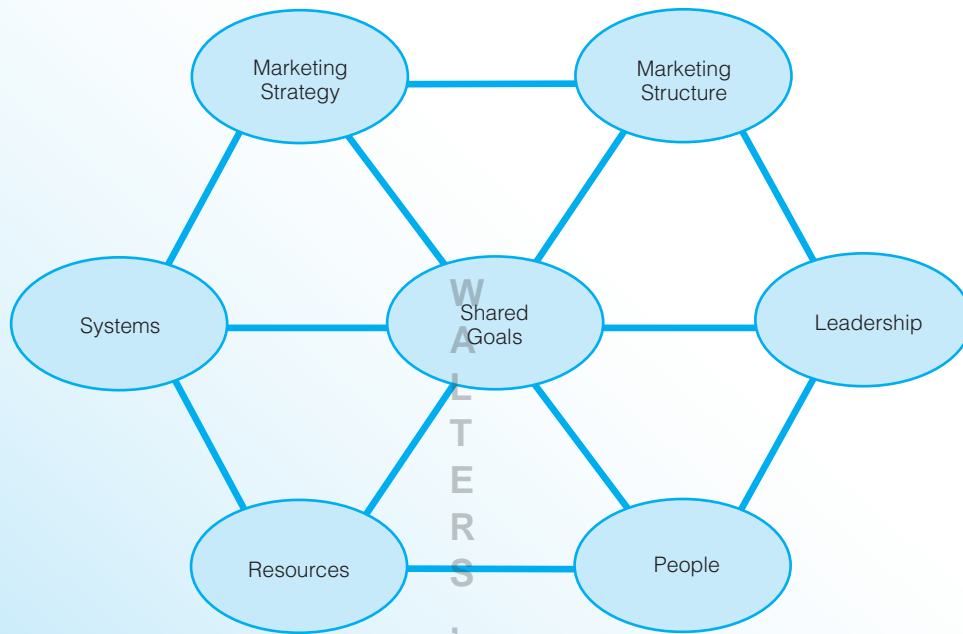 Marketing
Strategy
Marketing
Structure
Systems
Shared
Goals
Leadership
Resources
People
W
A
L
T
E
R
S